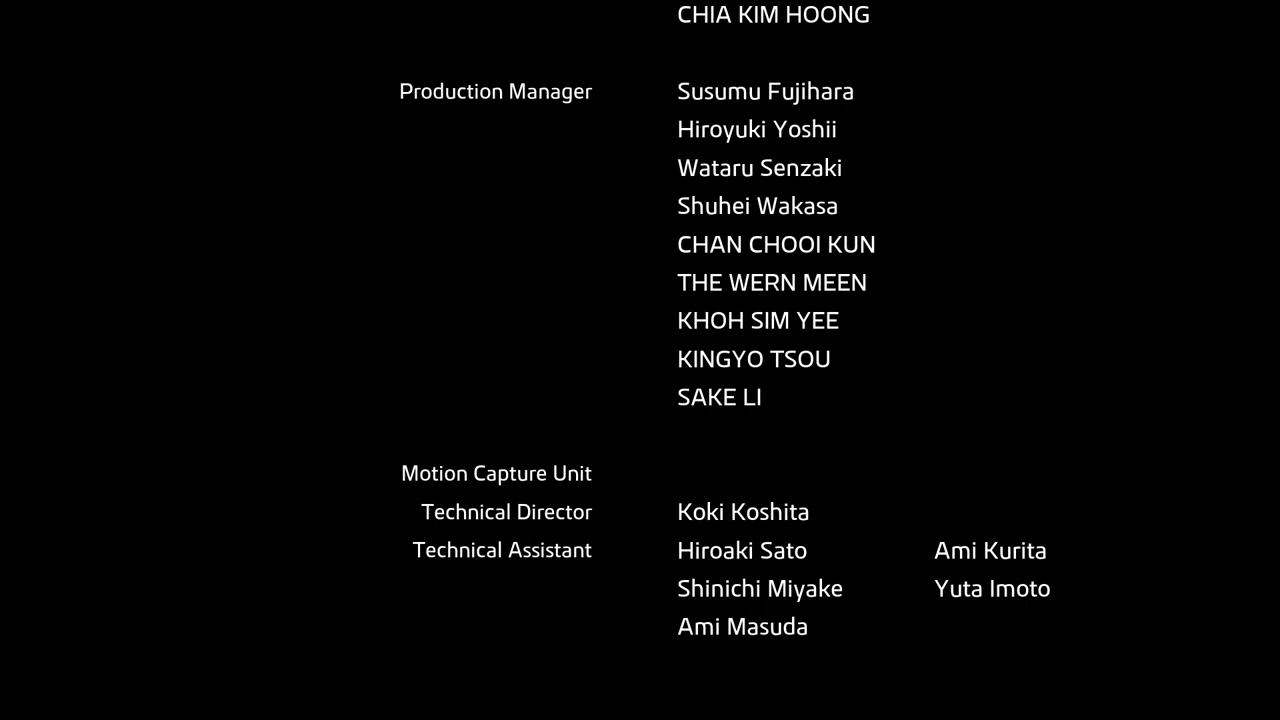 CHIA KIM HOONG
Production Manager Susumu Fujihara
Hiroyuki Yoshii
Wataru Senzaki
Shuhei Wakasa
CHAN CHOOI KUN
THE WERN MEEN
KHOH SIM YEE
KINGYO TSOU
SAKE LI
Motion Capture Unit
Technical Director Koki Koshita
Technical Assistant Hiroaki Sato Ami Kurita
Shinichi Miyake Yuta Imoto
Ami Masuda